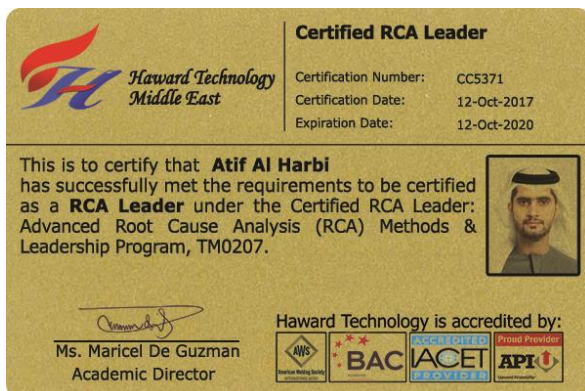 Haward Technology
Middle East
Certified RCA Leader
Certification Number: CC5371
Certification Date: 12-Oct-2017
Expiration Date: 12-Oct-2020
This is to certify that Atif Al Harbi
has successfully met the requirements to be certified
as a RCA Leader under the Certified RCA Leader:
Advanced Root Cause Analysis (RCA) Methods &
Leadership Program, TM0207.
Ms. Maricel De Guzman
Academic Director
Haward Technology is accredited by:
AWS
American Welding Society
BAC
ACCREDITED
IACET
PROVIDER
Proud Provider
API